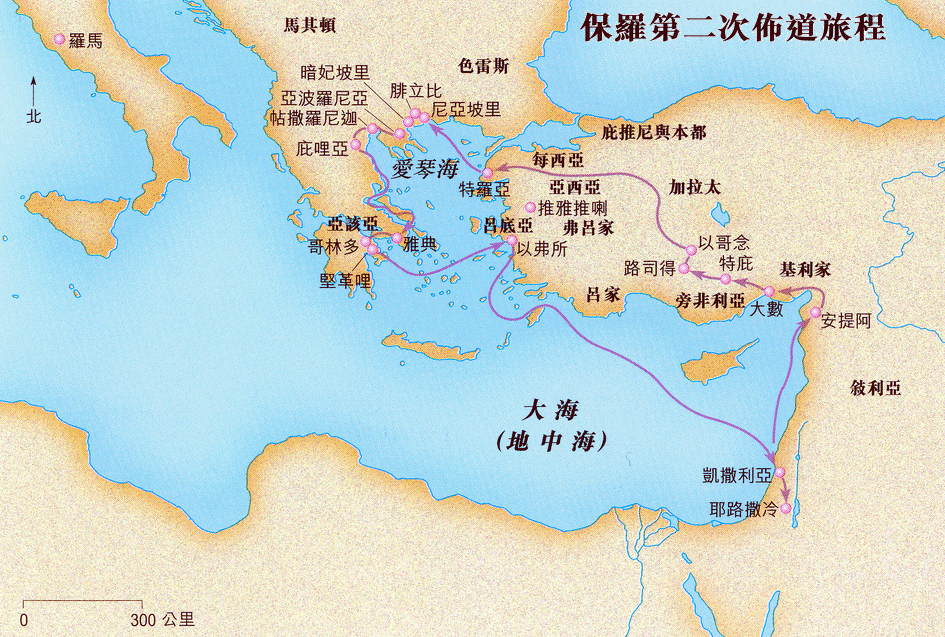 保羅第二次佈道旅程
馬其頓
羅馬
色雷斯
暗妃坡里
腓立比
亞波羅尼亞
尼亞坡里
北
帖撒羅尼迦
庇推尼與本都
庇哩亞
每西亞
愛琴海
特羅亞
亞西亞
加拉太
推雅推喇
亞該亞
呂底亞
弗呂家
哥林多
雅典
以弗所
以哥念
路司得
特庇
基利家
堅革哩
呂家
旁非利亞
大數
安提阿
敍利亞
大海
(地中海)
凱撒利亞
耶路撒冷
0 300 公里